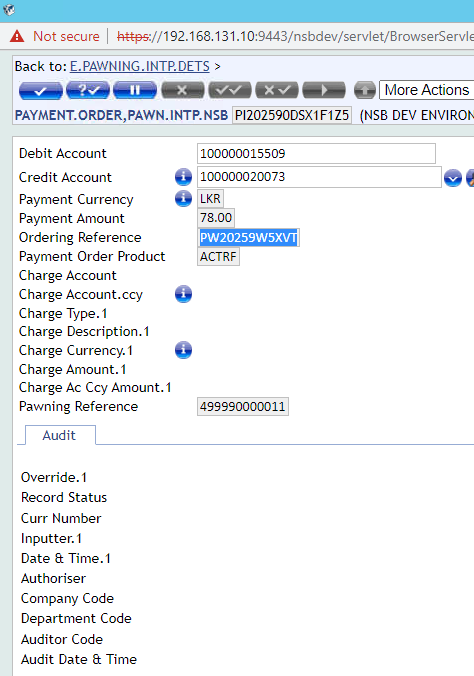 Not secure | https://192.168.131.10:9443/nsbdev/servlet/BrowserServle
Back to: E.PAWNING.INTP.DETS >
More Actions
PAYMENT.ORDER,PAWN.INTP.NSB PI202590DSX1F1Z5 (NSB DEV ENVIRON
Debit Account 100000015509
Credit Account 100000020073
Payment Currency LKR
Payment Amount 78.00
Ordering Reference PW20259W5XVT
Payment Order Product ACTRF
Charge Account
Charge Account.ccy
Charge Type.1
Charge Description.1
Charge Currency.1
Charge Amount.1
Charge Ac Ccy Amount.1
Pawning Reference 499990000011
Audit
Override.1
Record Status
Curr Number
Inputter.1
Date & Time.1
Authoriser
Company Code
Department Code
Auditor Code
Audit Date & Time